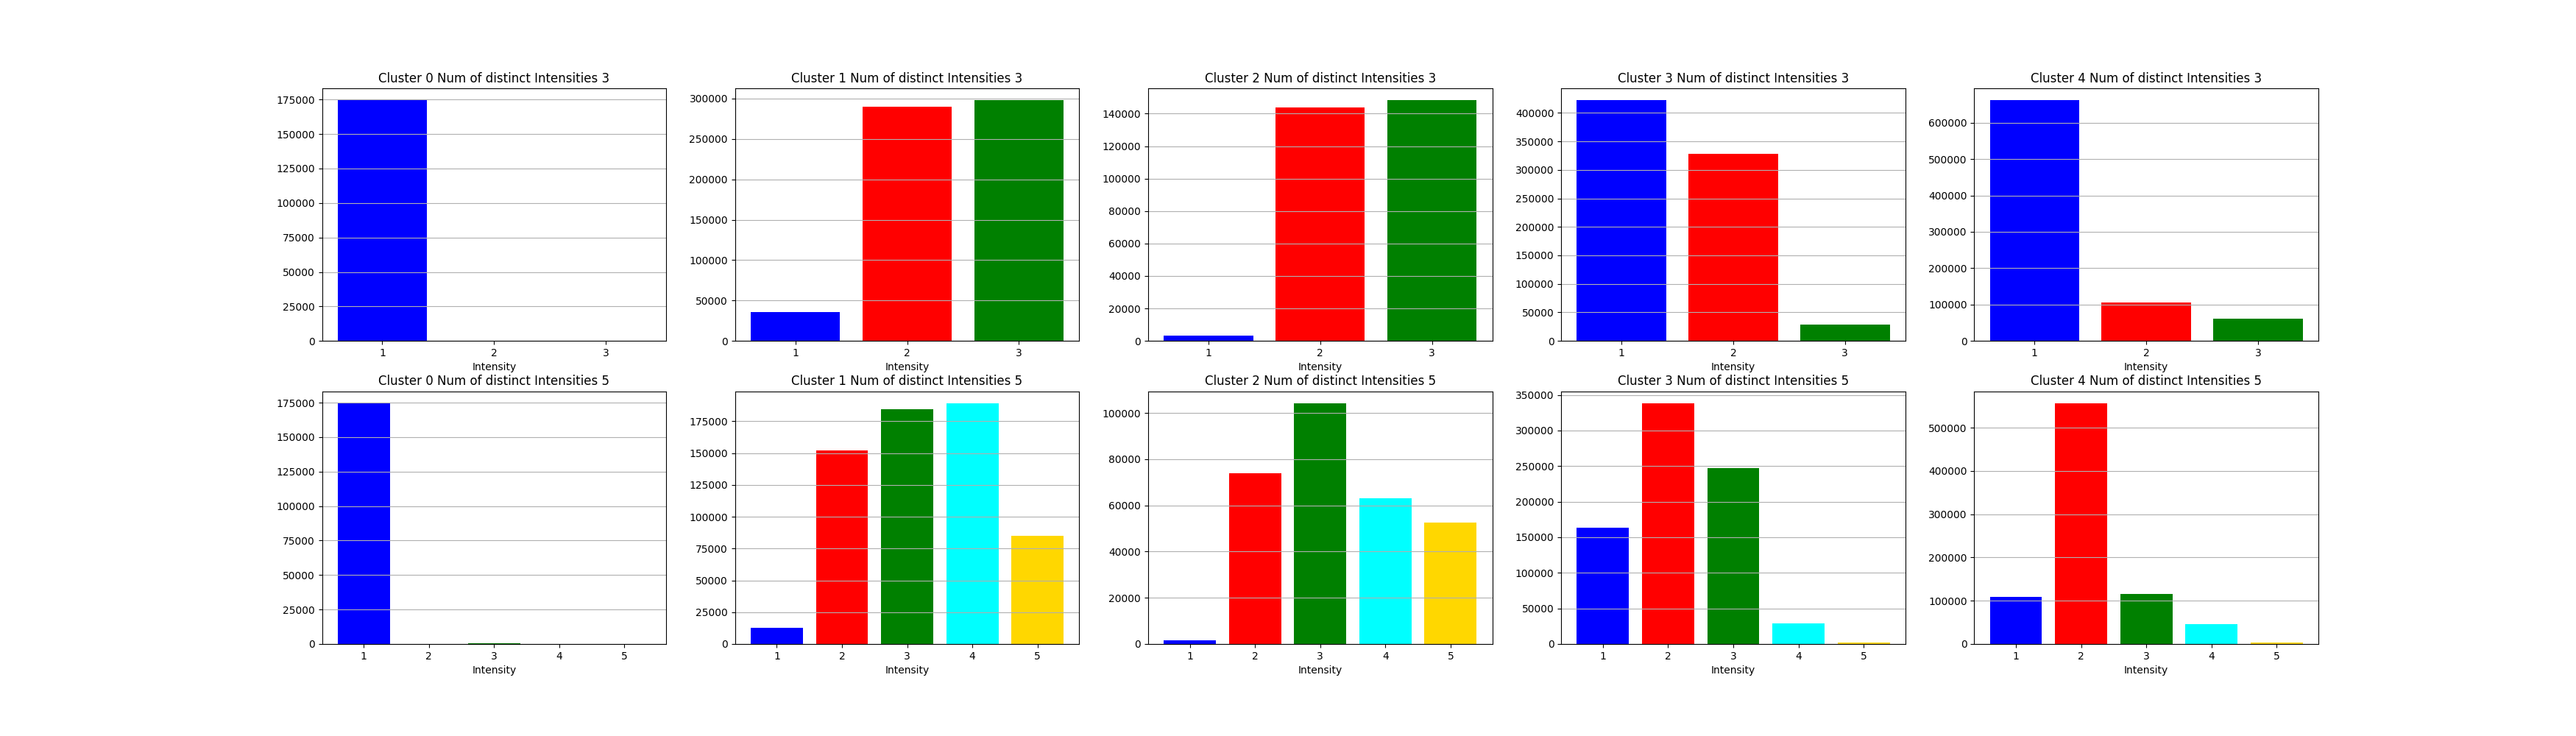 Cluster 0 Num of distinct Intensities 3
175000
150000
125000
100000
75000
50000
25000
0
1 2 3
Intensity
Cluster 1 Num of distinct Intensities 3
300000
250000
200000
150000
100000
50000
0
1 2 3
Intensity
Cluster 2 Num of distinct Intensities 3
140000
120000
100000
80000
60000
40000
20000
0
1 2 3
Intensity
Cluster 3 Num of distinct Intensities 3
400000
350000
300000
250000
200000
150000
100000
50000
0
1 2 3
Intensity
Cluster 4 Num of distinct Intensities 3
600000
500000
400000
300000
200000
100000
0
1 2 3
Intensity
Cluster 0 Num of distinct Intensities 5
175000
150000
125000
100000
75000
50000
25000
0
1 2 3 4 5
Intensity
Cluster 1 Num of distinct Intensities 5
175000
150000
125000
100000
75000
50000
25000
0
1 2 3 4 5
Intensity
Cluster 2 Num of distinct Intensities 5
100000
80000
60000
40000
20000
0
1 2 3 4 5
Intensity
Cluster 3 Num of distinct Intensities 5
350000
300000
250000
200000
150000
100000
50000
0
1 2 3 4 5
Intensity
Cluster 4 Num of distinct Intensities 5
500000
400000
300000
200000
100000
0
1 2 3 4 5
Intensity